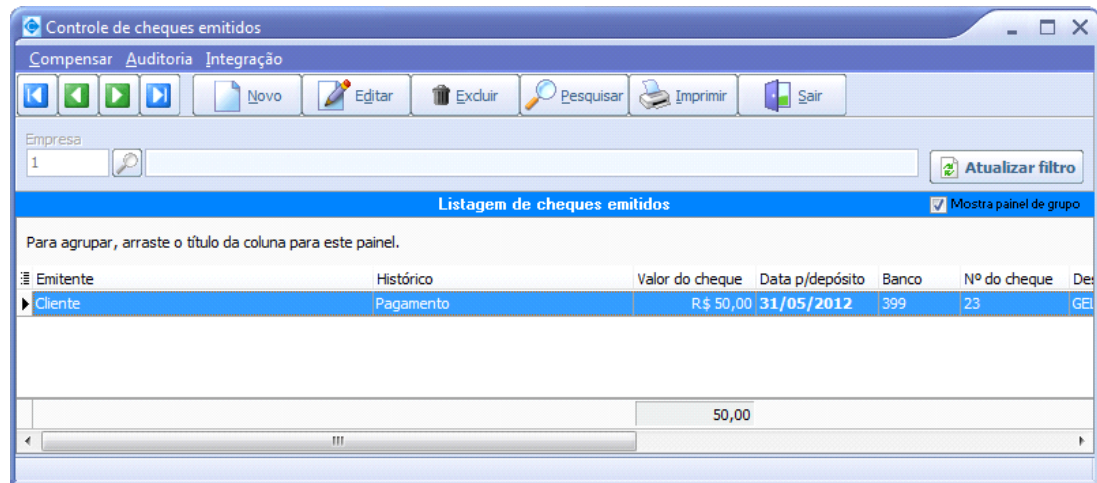 Controle de cheques emitidos
Compensar Auditoria Integração
Novo Editar Excluir Pesquisar Imprimir Sair
Empresa
1
Atualizar filtro
Listagem de cheques emitidos Mostra painel de grupo
Para agrupar, arraste o título da coluna para este painel.
Emitente Histórico Valor do cheque Data p/depósito Banco Nº do cheque
Cliente Pagamento R$ 50,00 31/05/2012 399 23
50,00